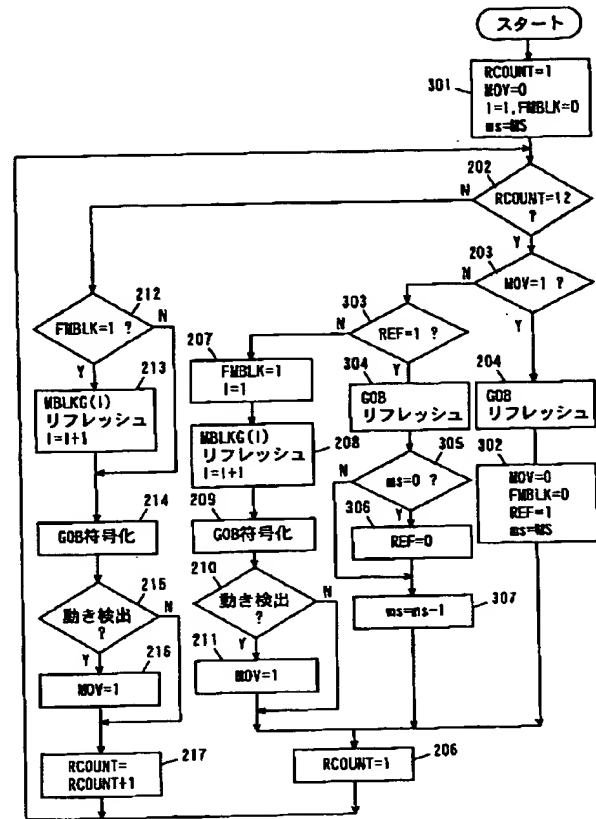 スタート
301
RCOUNT=1
MOV=0
I=1,FMBLK=0
ms=MS
202
RCOUNT=12
?
N
Y
203
MOV=1 ?
N
Y
212
FMBLK=1 ?
N
Y
303
REF=1 ?
N
Y
207
FMBLK=1
I=1
213
MBLKG(I)
リフレッシュ
I=I+1
304
GOB
リフレッシュ
204
GOB
リフレッシュ
MBLKG(I)
リフレッシュ
I=I+1
208
305
ms=0 ?
N
Y
302
MOV=0
FMBLK=0
REF=1
ms=MS
214
GOB符号化
209
GOB符号化
306
REF=0
215
動き検出
?
N
Y
210
動き検出
?
N
Y
ms=ms-1
307
216
MOV=1
211
MOV=1
RCOUNT=
RCOUNT+1
217
RCOUNT=1
206